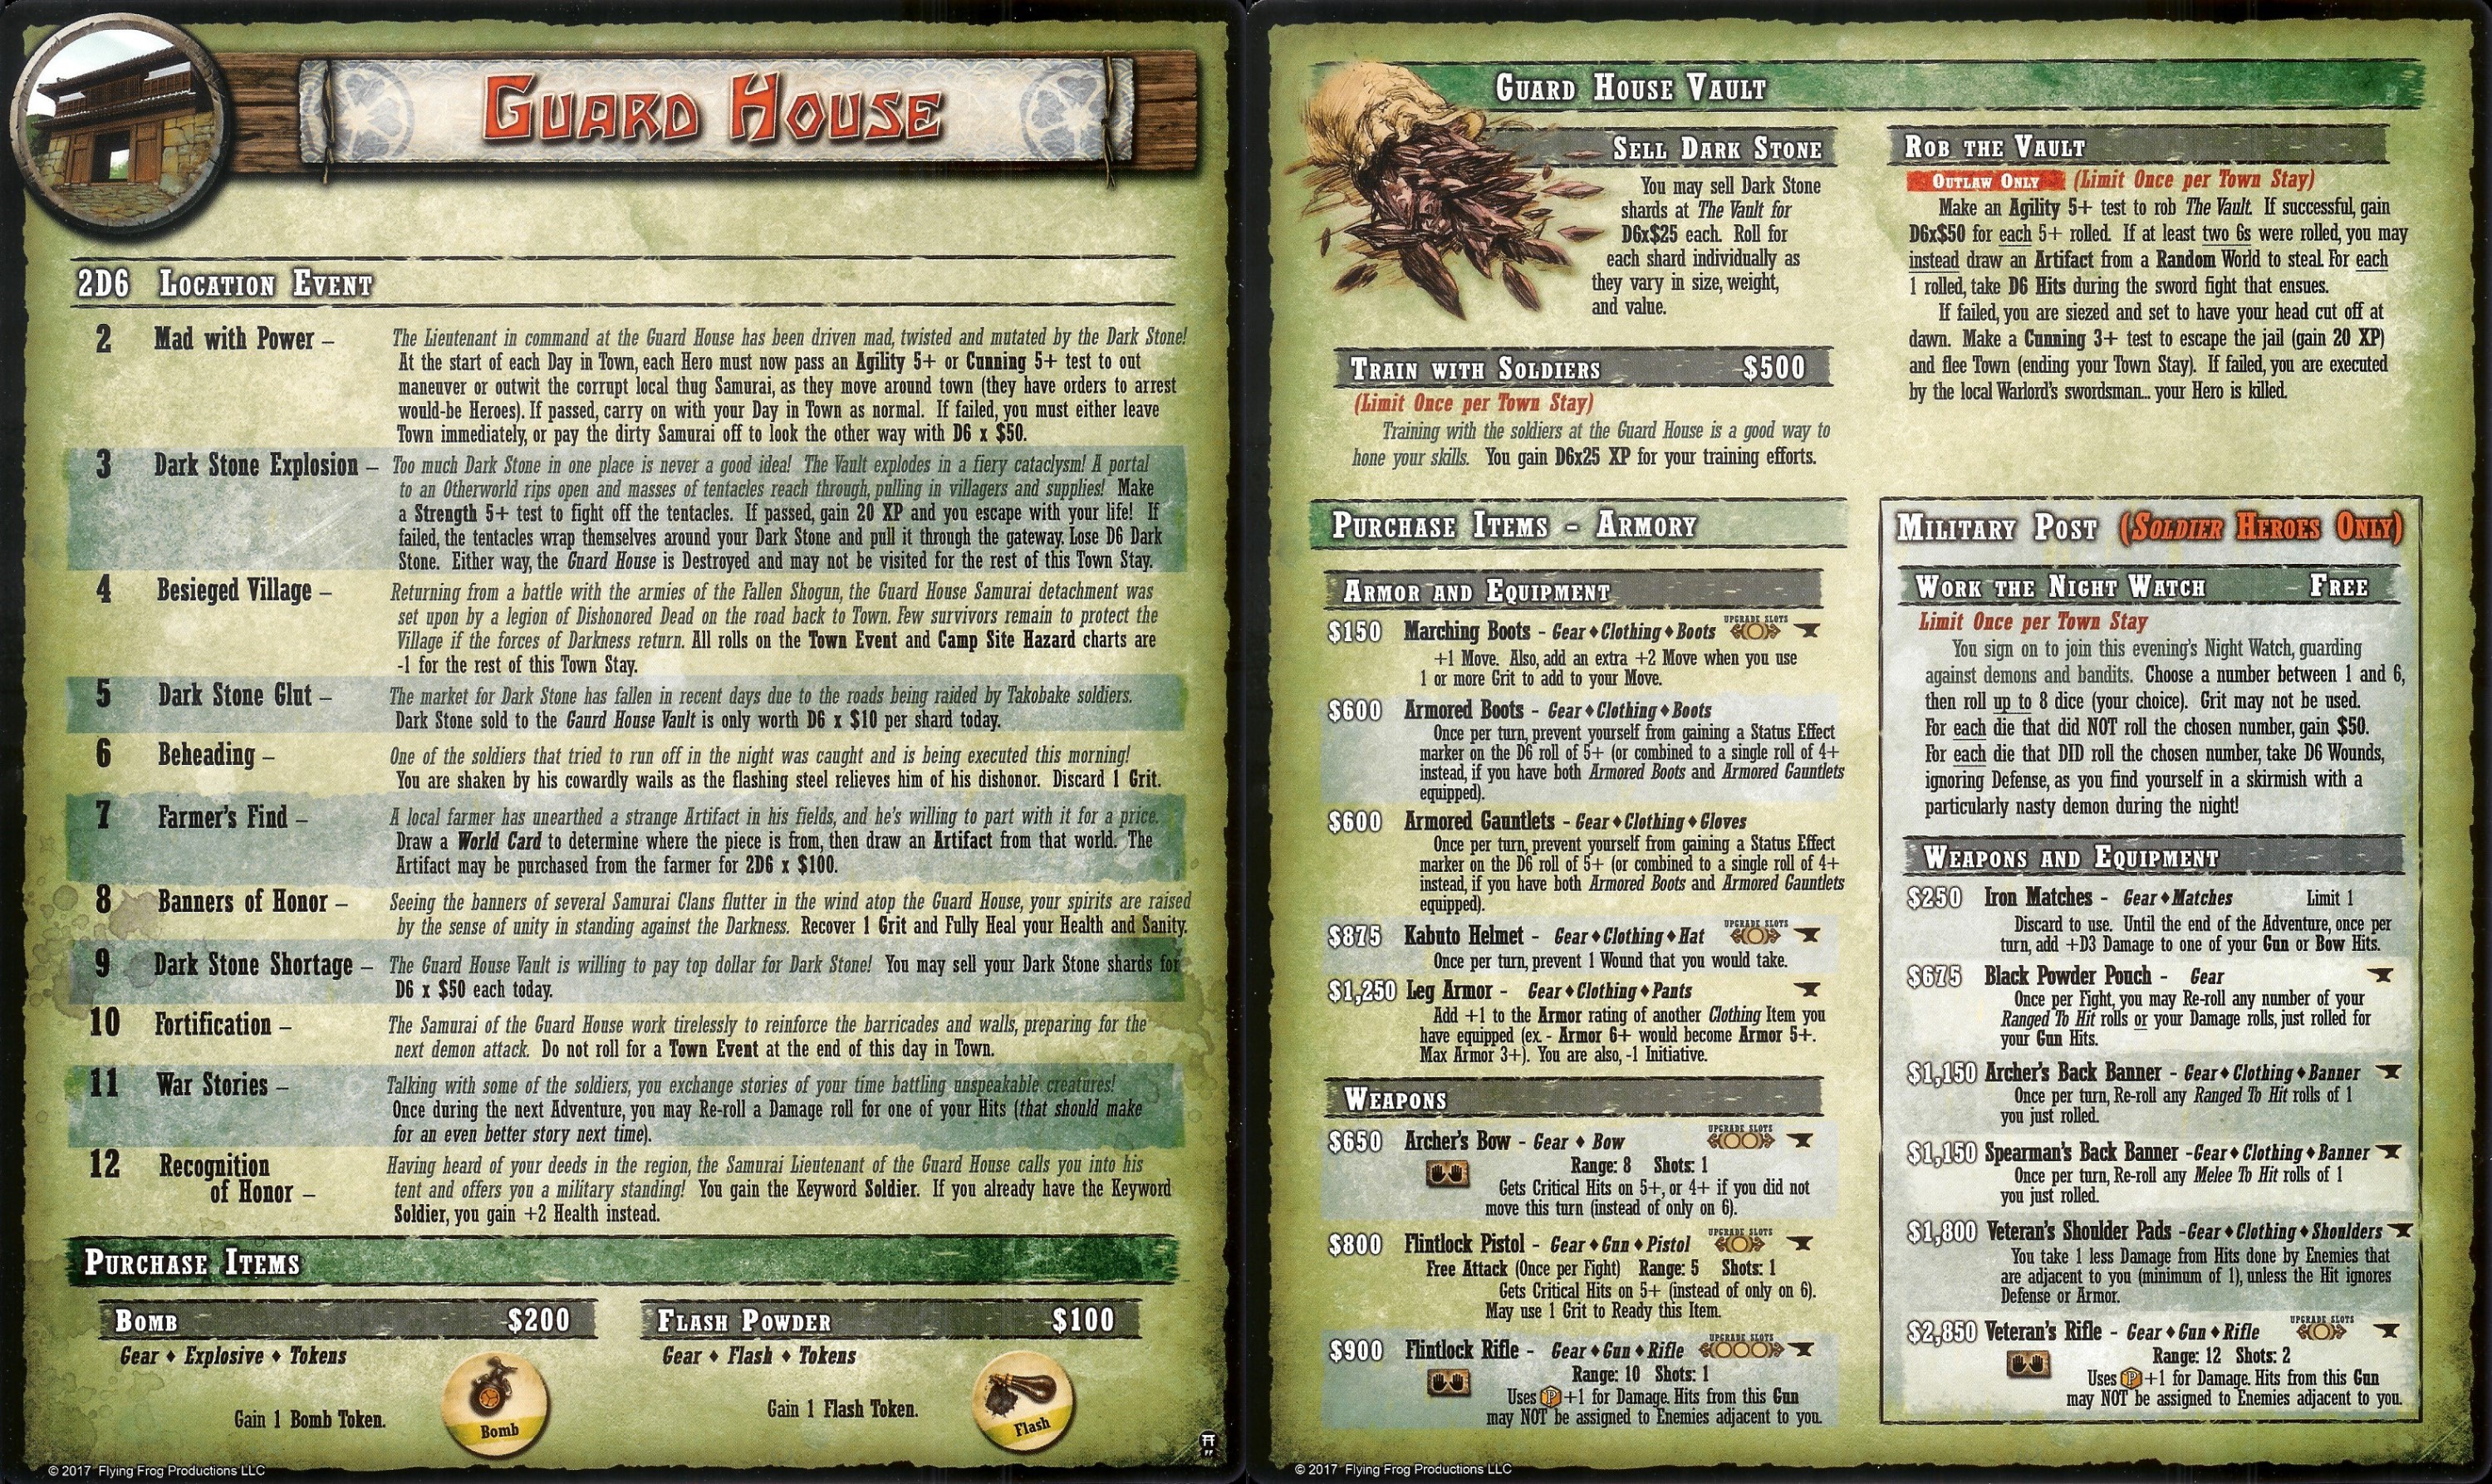 GUARD HOUSE
2D6 LOCATION EVENT
2 Mad with Power – The Lieutenant in command at the Guard House has been driven mad, twisted and mutated by the Dark Stone!
At the start of each Day in Town, each Hero must now pass an Agility 5+ or Cunning 5+ test to out
maneuver or outwit the corrupt local thug Samurai, as they move around town (they have orders to arrest
would-be Heroes). If passed, carry on with your Day in Town as normal. If failed, you must either leave
Town immediately, or pay the dirty Samurai off to look the other way with D6 x $50.
3 Dark Stone Explosion – Too much Dark Stone in one place is never a good idea! The Vault explodes in a fiery cataclysm! A portal
to an Otherworld rips open and masses of tentacles reach through, pulling in villagers and supplies! Make
a Strength 5+ test to fight off the tentacles. If passed, gain 20 XP and you escape with your life! If
failed, the tentacles wrap themselves around your Dark Stone and pull it through the gateway. Lose D6 Dark
Stone. Either way, the Guard House is Destroyed and may not be visited for the rest of this Town Stay.
4 Besieged Village – Returning from a battle with the armies of the Fallen Shogun, the Guard House Samurai detachment was
set upon by a legion of Dishonored Dead on the road back to Town. Few survivors remain to protect the
Village if the forces of Darkness return. All rolls on the Town Event and Camp Site Hazard charts are
-1 for the rest of this Town Stay.
5 Dark Stone Glut – The market for Dark Stone has fallen in recent days due to the roads being raided by Takobake soldiers.
Dark Stone sold to the Gaurd House Vault is only worth D6 x $10 per shard today.
6 Beheading – One of the soldiers that tried to run off in the night was caught and is being executed this morning!
You are shaken by his cowardly wails as the flashing steel relieves him of his dishonor. Discard 1 Grit.
7 Farmer's Find – A local farmer has unearthed a strange Artifact in his fields, and he's willing to part with it for a price.
Draw a World Card to determine where the piece is from, then draw an Artifact from that world. The
Artifact may be purchased from the farmer for 2D6 x $100.
8 Banners of Honor – Seeing the banners of several Samurai Clans flutter in the wind atop the Guard House, your spirits are raised
by the sense of unity in standing against the Darkness. Recover 1 Grit and Fully Heal your Health and Sanity.
9 Dark Stone Shortage – The Guard House Vault is willing to pay top dollar for Dark Stone! You may sell your Dark Stone shards for
D6 x $50 each today.
10 Fortification – The Samurai of the Guard House work tirelessly to reinforce the barricades and walls, preparing for the
next demon attack. Do not roll for a Town Event at the end of this day in Town.
11 War Stories – Talking with some of the soldiers, you exchange stories of your time battling unspeakable creatures!
Once during the next Adventure, you may Re-roll a Damage roll for one of your Hits (that should make
for an even better story next time).
12 Recognition of Honor – Having heard of your deeds in the region, the Samurai Lieutenant of the Guard House calls you into his
tent and offers you a military standing! You gain the Keyword Soldier. If you already have the Keyword
Soldier, you gain +2 Health instead.
PURCHASE ITEMS
BOMB $200
Gear ♦ Explosive ♦ Tokens
Gain 1 Bomb Token.
Bomb
FLASH POWDER $100
Gear ♦ Flash ♦ Tokens
Gain 1 Flash Token.
Flash
PF
© 2017 Flying Frog Productions LLC
GUARD HOUSE VAULT
SELL DARK STONE
You may sell Dark Stone
shards at The Vault for
D6x$25 each. Roll for
each shard individually as
they vary in size, weight,
and value.
TRAIN WITH SOLDIERS $500
(Limit Once per Town Stay)
Training with the soldiers at the Guard House is a good way to
hone your skills. You gain D6x25 XP for your training efforts.
ROB THE VAULT
OUTLAW ONLY (Limit Once per Town Stay)
Make an Agility 5+ test to rob The Vault. If successful, gain
D6x$50 for each 5+ rolled. If at least two 6s were rolled, you may
instead draw an Artifact from a Random World to steal. For each
1 rolled, take D6 Hits during the sword fight that ensues.
If failed, you are siezed and set to have your head cut off at
dawn. Make a Cunning 3+ test to escape the jail (gain 20 XP)
and flee Town (ending your Town Stay). If failed, you are executed
by the local Warlord's swordsman... your Hero is killed.
PURCHASE ITEMS - ARMORY
ARMOR AND EQUIPMENT
$150 Marching Boots - Gear ♦ Clothing ♦ Boots UPGRADE SLOTS
+1 Move. Also, add an extra +2 Move when you use
1 or more Grit to add to your Move.
$600 Armored Boots - Gear ♦ Clothing ♦ Boots
Once per turn, prevent yourself from gaining a Status Effect
marker on the D6 roll of 5+ (or combined to a single roll of 4+
instead, if you have both Armored Boots and Armored Gauntlets
equipped).
$600 Armored Gauntlets - Gear ♦ Clothing ♦ Gloves
Once per turn, prevent yourself from gaining a Status Effect
marker on the D6 roll of 5+ (or combined to a single roll of 4+
instead, if you have both Armored Boots and Armored Gauntlets
equipped).
$875 Kabuto Helmet - Gear ♦ Clothing ♦ Hat UPGRADE SLOTS
Once per turn, prevent 1 Wound that you would take.
$1,250 Leg Armor - Gear ♦ Clothing ♦ Pants
Add +1 to the Armor rating of another Clothing Item you
have equipped (ex. - Armor 6+ would become Armor 5+.
Max Armor 3+). You are also, -1 Initiative.
WEAPONS
$650 Archer's Bow - Gear ♦ Bow UPGRADE SLOTS
Range: 8 Shots: 1
Gets Critical Hits on 5+, or 4+ if you did not
move this turn (instead of only on 6).
$800 Flintlock Pistol - Gear ♦ Gun ♦ Pistol UPGRADE SLOTS
Free Attack (Once per Fight) Range: 5 Shots: 1
Gets Critical Hits on 5+ (instead of only on 6).
May use 1 Grit to Ready this Item.
$900 Flintlock Rifle - Gear ♦ Gun ♦ Rifle UPGRADE SLOTS
Range: 10 Shots: 1
Uses P +1 for Damage. Hits from this Gun
may NOT be assigned to Enemies adjacent to you.
MILITARY POST (SOLDIER HEROES ONLY)
WORK THE NIGHT WATCH FREE
Limit Once per Town Stay
You sign on to join this evening's Night Watch, guarding
against demons and bandits. Choose a number between 1 and 6,
then roll up to 8 dice (your choice). Grit may not be used.
For each die that did NOT roll the chosen number, gain $50.
For each die that DID roll the chosen number, take D6 Wounds,
ignoring Defense, as you find yourself in a skirmish with a
particularly nasty demon during the night!
WEAPONS AND EQUIPMENT
$250 Iron Matches - Gear ♦ Matches Limit 1
Discard to use. Until the end of the Adventure, once per
turn, add +D3 Damage to one of your Gun or Bow Hits.
$675 Black Powder Pouch - Gear
Once per Fight, you may Re-roll any number of your
Ranged To Hit rolls or your Damage rolls, just rolled for
your Gun Hits.
$1,150 Archer's Back Banner - Gear ♦ Clothing ♦ Banner
Once per turn, Re-roll any Ranged To Hit rolls of 1
you just rolled.
$1,150 Spearman's Back Banner - Gear ♦ Clothing ♦ Banner
Once per turn, Re-roll any Melee To Hit rolls of 1
you just rolled.
$1,800 Veteran's Shoulder Pads - Gear ♦ Clothing ♦ Shoulders
You take 1 less Damage from Hits done by Enemies that
are adjacent to you (minimum of 1), unless the Hit ignores
Defense or Armor.
$2,850 Veteran's Rifle - Gear ♦ Gun ♦ Rifle UPGRADE SLOTS
Range: 12 Shots: 2
Uses P +1 for Damage. Hits from this Gun
may NOT be assigned to Enemies adjacent to you.
© 2017 Flying Frog Productions LLC